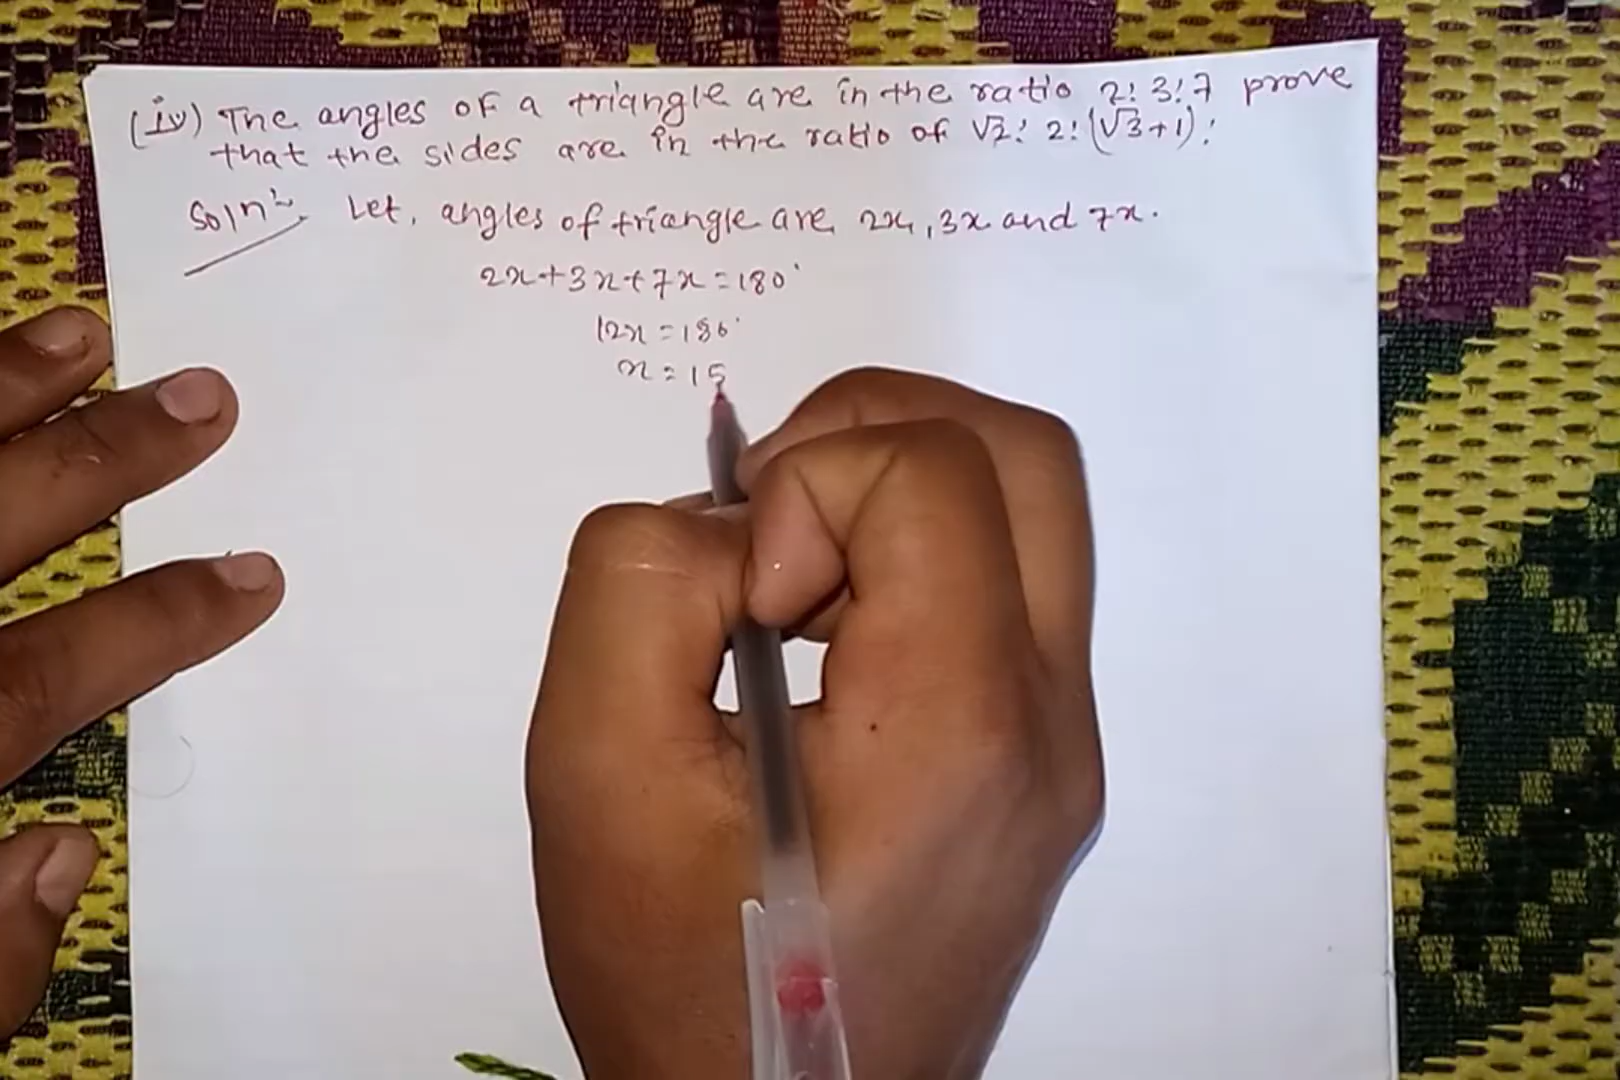 (iv) The angles of a triangle are in the ratio 2:3:7 prove
that the sides are in the ratio of √2: 2: (√3+1):
Soln: Let, angles of triangle are 2x, 3x and 7x.
2x+3x+7x=180°
12x=180°
x=15